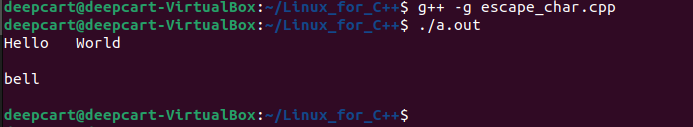 deepcart@deepcart-VirtualBox:~/Linux_for_C++$ g++ -g escape_char.cpp
deepcart@deepcart-VirtualBox:~/Linux_for_C++$ ./a.out
Hello   World
bell
deepcart@deepcart-VirtualBox:~/Linux_for_C++$